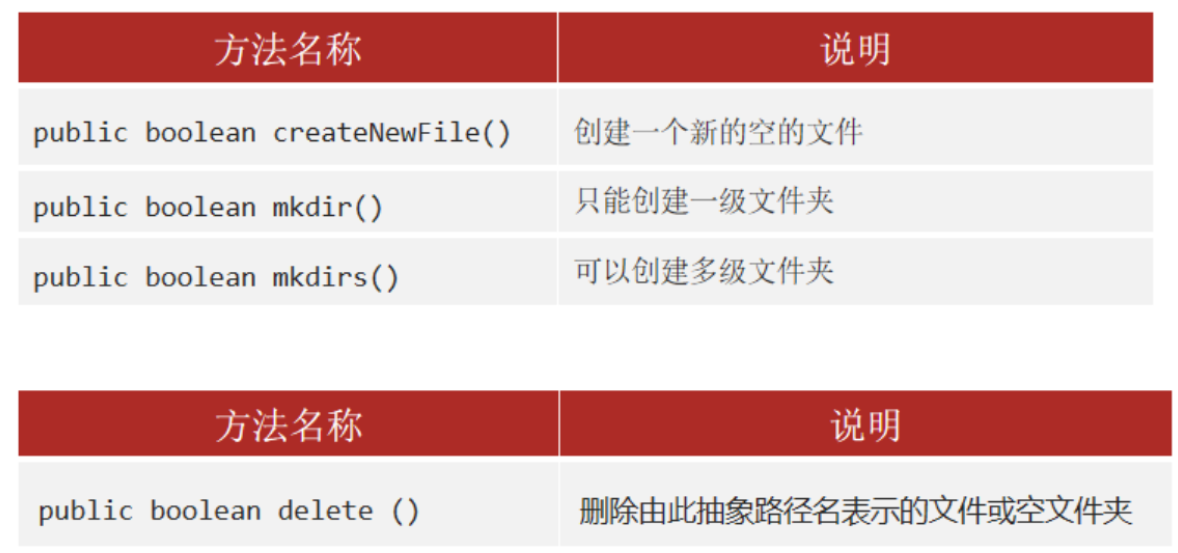 方法名称 说明
public boolean createNewFile() 创建一个新的空的文件
public boolean mkdir() 只能创建一级文件夹
public boolean mkdirs() 可以创建多级文件夹
方法名称 说明
public boolean delete () 删除由此抽象路径名表示的文件或空文件夹